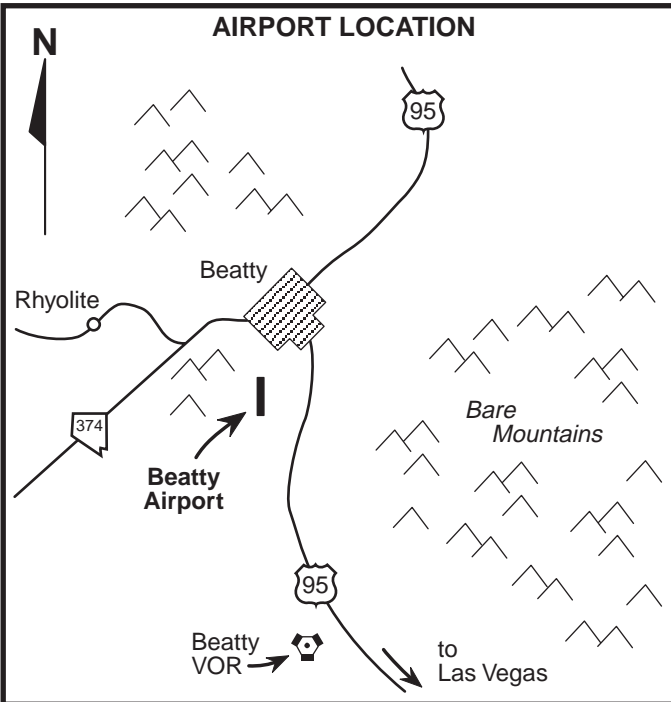 AIRPORT LOCATION
N
95
Beatty
Rhyolite
374
Bare
Mountains
Beatty
Airport
95
Beatty
VOR
to
Las Vegas